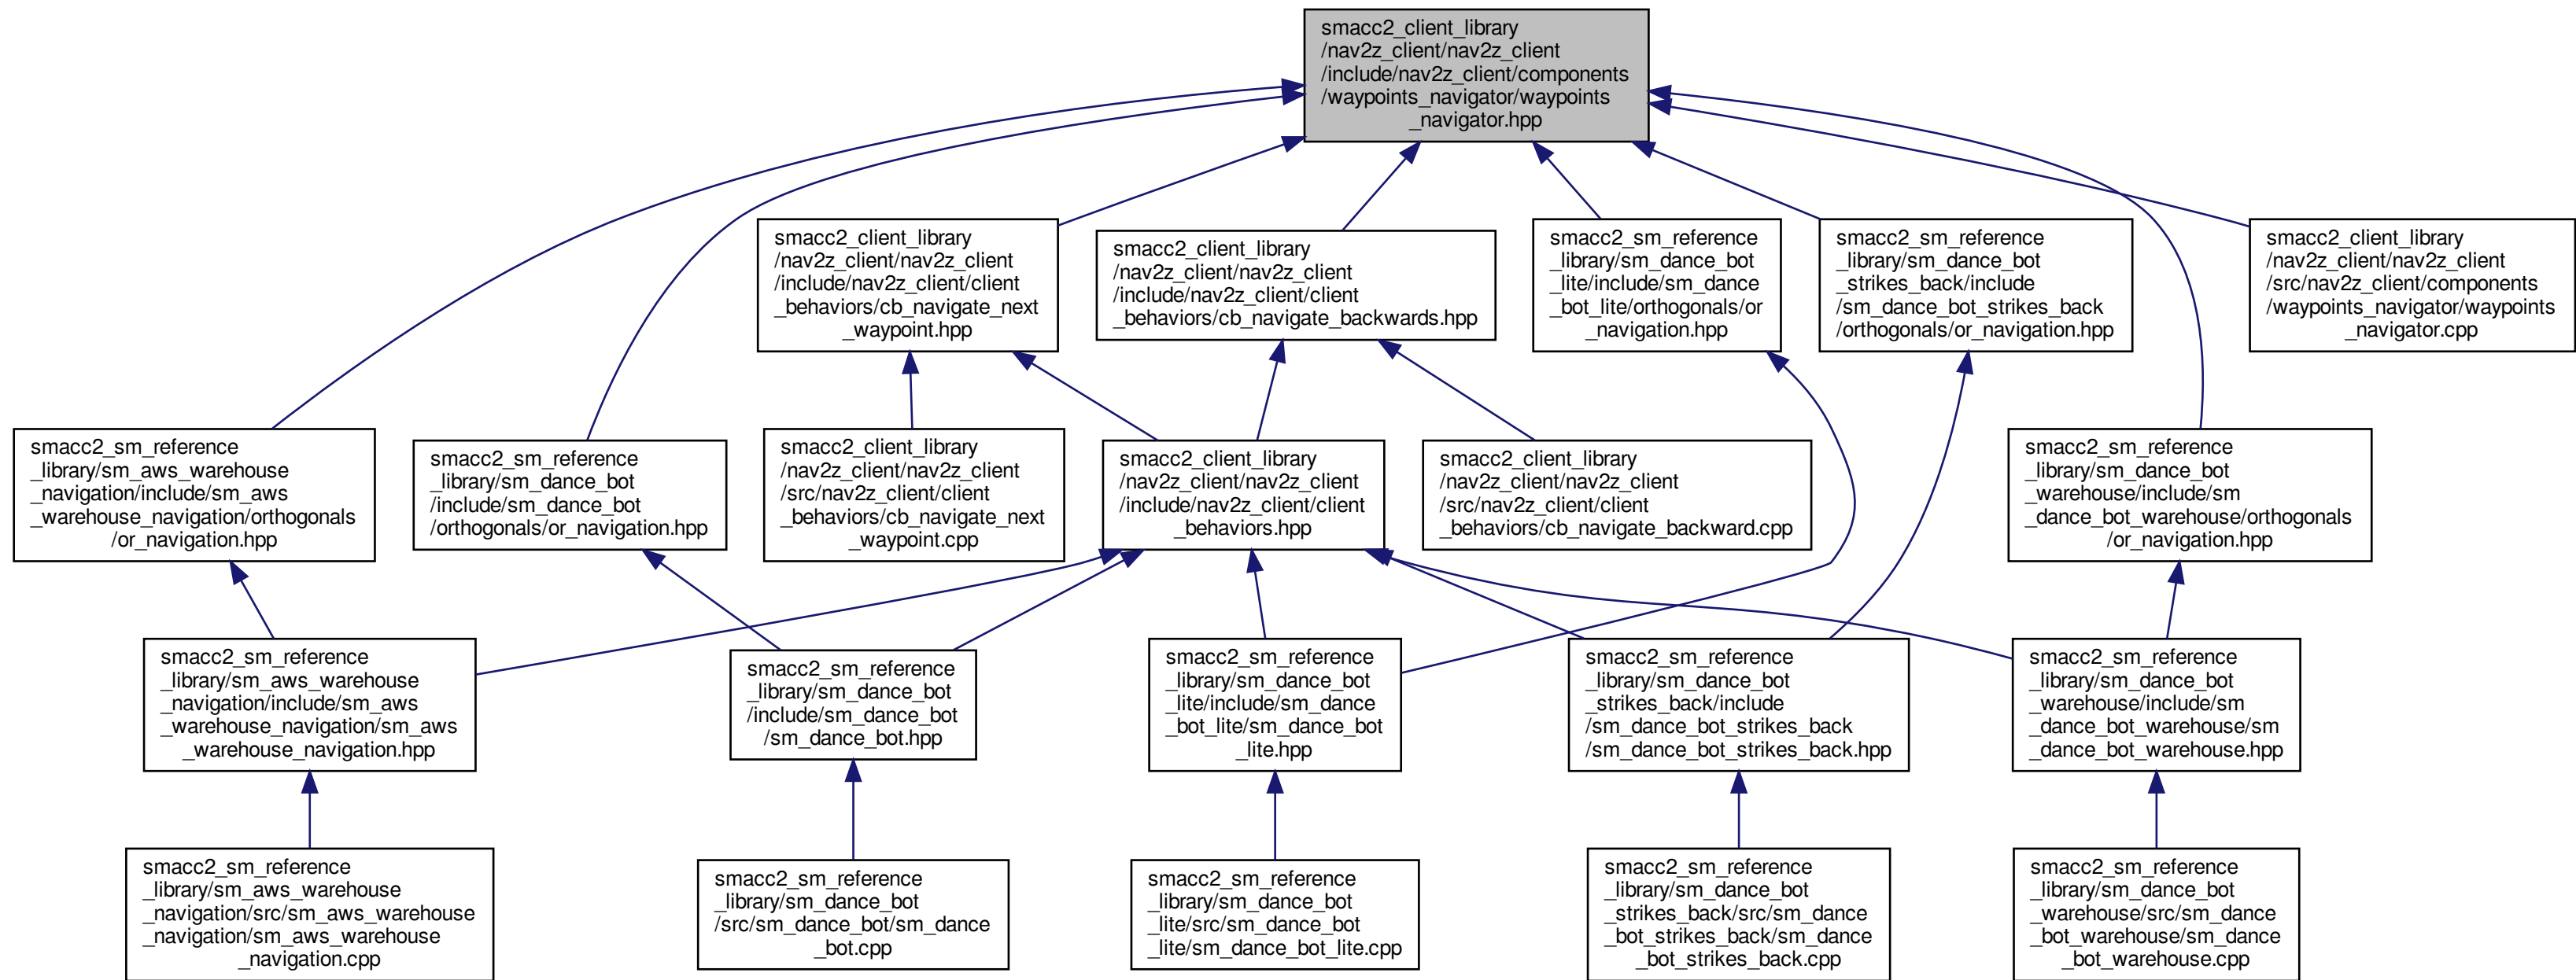 smacc2_client_library
/nav2z_client/nav2z_client
/include/nav2z_client/components
/waypoints_navigator/waypoints
_navigator.hpp
smacc2_client_library
/nav2z_client/nav2z_client
/include/nav2z_client/client
_behaviors/cb_navigate_next
_waypoint.hpp
smacc2_client_library
/nav2z_client/nav2z_client
/include/nav2z_client/client
_behaviors/cb_navigate_backwards.hpp
smacc2_sm_reference
_library/sm_dance_bot
_lite/include/sm_dance
_bot_lite/orthogonals/or
_navigation.hpp
smacc2_sm_reference
_library/sm_dance_bot
_strikes_back/include
/sm_dance_bot_strikes_back
/orthogonals/or_navigation.hpp
smacc2_client_library
/nav2z_client/nav2z_client
/src/nav2z_client/components
/waypoints_navigator/waypoints
_navigator.cpp
smacc2_sm_reference
_library/sm_aws_warehouse
_navigation/include/sm_aws
_warehouse_navigation/orthogonals
/or_navigation.hpp
smacc2_sm_reference
_library/sm_dance_bot
/include/sm_dance_bot
/orthogonals/or_navigation.hpp
smacc2_client_library
/nav2z_client/nav2z_client
/src/nav2z_client/client
_behaviors/cb_navigate_next
_waypoint.cpp
smacc2_client_library
/nav2z_client/nav2z_client
/include/nav2z_client/client
_behaviors.hpp
smacc2_client_library
/nav2z_client/nav2z_client
/src/nav2z_client/client
_behaviors/cb_navigate_backward.cpp
smacc2_sm_reference
_library/sm_dance_bot
_warehouse/include/sm
_dance_bot_warehouse/orthogonals
/or_navigation.hpp
smacc2_sm_reference
_library/sm_aws_warehouse
_navigation/include/sm_aws
_warehouse_navigation/sm_aws
_warehouse_navigation.hpp
smacc2_sm_reference
_library/sm_dance_bot
/include/sm_dance_bot
/sm_dance_bot.hpp
smacc2_sm_reference
_library/sm_dance_bot
_lite/include/sm_dance
_bot_lite/sm_dance_bot
_lite.hpp
smacc2_sm_reference
_library/sm_dance_bot
_strikes_back/include
/sm_dance_bot_strikes_back
/sm_dance_bot_strikes_back.hpp
smacc2_sm_reference
_library/sm_dance_bot
_warehouse/include/sm
_dance_bot_warehouse/sm
_dance_bot_warehouse.hpp
smacc2_sm_reference
_library/sm_aws_warehouse
_navigation/src/sm_aws_warehouse
_navigation/sm_aws_warehouse
_navigation.cpp
smacc2_sm_reference
_library/sm_dance_bot
/src/sm_dance_bot/sm_dance
_bot.cpp
smacc2_sm_reference
_library/sm_dance_bot
_lite/src/sm_dance_bot
_lite/sm_dance_bot_lite.cpp
smacc2_sm_reference
_library/sm_dance_bot
_strikes_back/src/sm_dance
_bot_strikes_back/sm_dance
_bot_strikes_back.cpp
smacc2_sm_reference
_library/sm_dance_bot
_warehouse/src/sm_dance
_bot_warehouse/sm_dance
_bot_warehouse.cpp